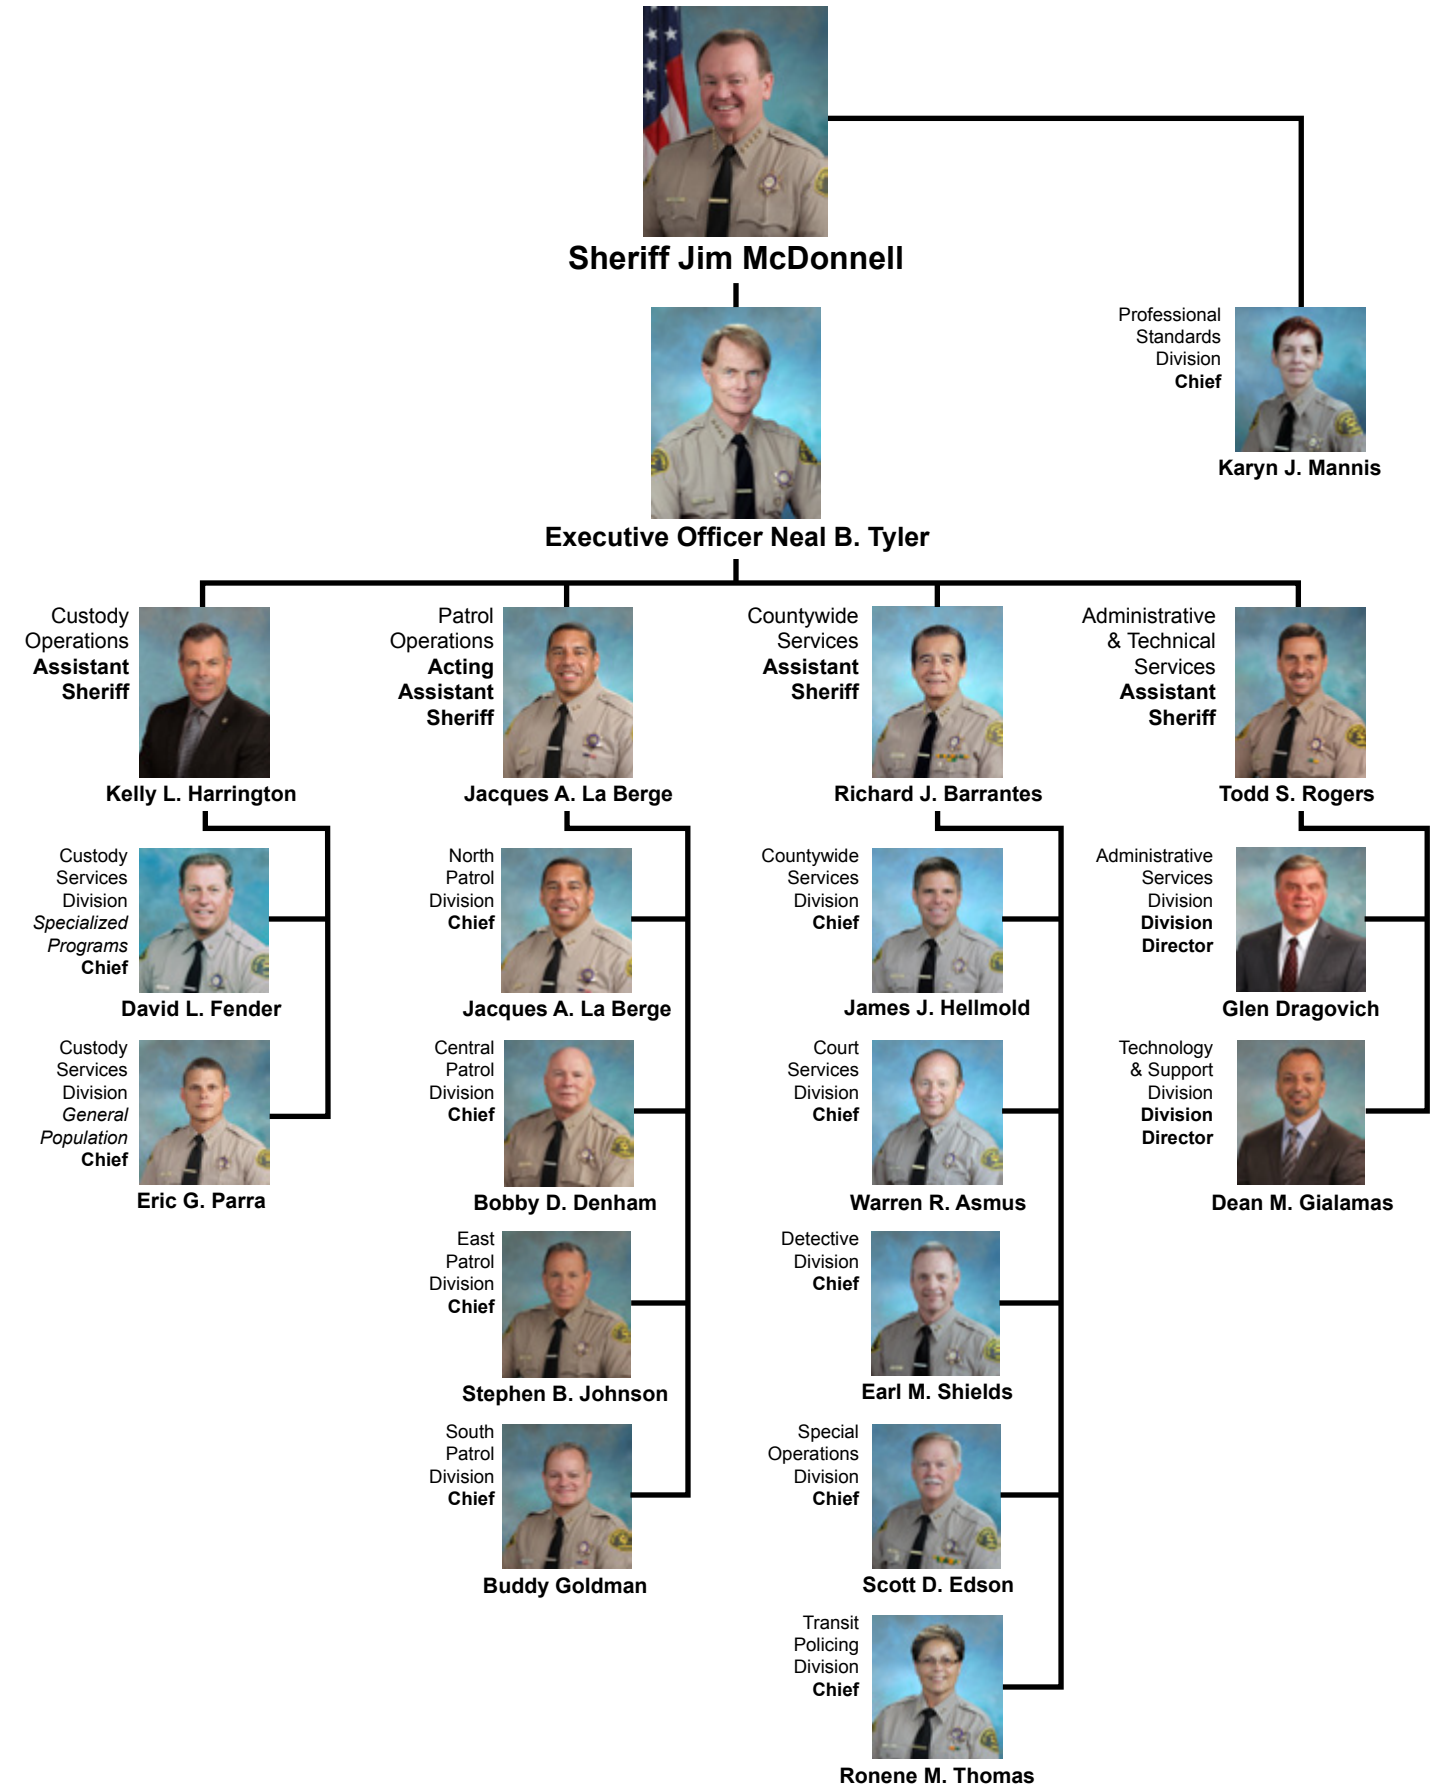 Sheriff Jim McDonnell
Professional
Standards
Division
Chief
Karyn J. Mannis
Executive Officer Neal B. Tyler
Custody
Operations
Assistant
Sheriff
Kelly L. Harrington
Patrol
Operations
Acting
Assistant
Sheriff
Jacques A. La Berge
Countywide
Services
Assistant
Sheriff
Richard J. Barrantes
Administrative
& Technical
Services
Assistant
Sheriff
Todd S. Rogers
Custody
Services
Division
Specialized
Programs
Chief
David L. Fender
North
Patrol
Division
Chief
Jacques A. La Berge
Countywide
Services
Division
Chief
James J. Hellmold
Administrative
Services
Division
Division
Director
Glen Dragovich
Custody
Services
Division
General
Population
Chief
Eric G. Parra
Central
Patrol
Division
Chief
Bobby D. Denham
Court
Services
Division
Chief
Warren R. Asmus
Technology
& Support
Division
Division
Director
Dean M. Gialamas
East
Patrol
Division
Chief
Stephen B. Johnson
Detective
Division
Chief
Earl M. Shields
South
Patrol
Division
Chief
Buddy Goldman
Special
Operations
Division
Chief
Scott D. Edson
Transit
Policing
Division
Chief
Ronene M. Thomas